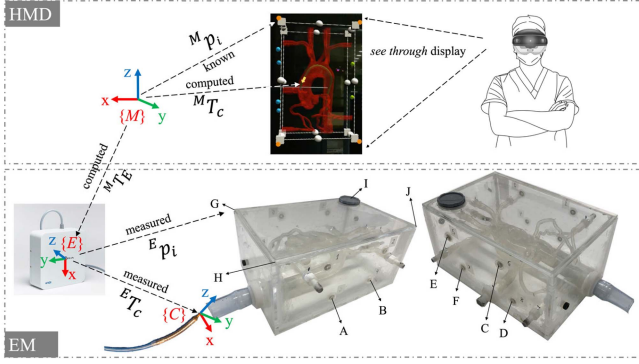 HMD
M p i
known
see through display
z
computed
M T c
x
{M}
y
computed
M T E
I
G
J
measured
E p i
{E}
z
y
x
measured
E T c
H
z
{C}
y
x
E
F
C
D
B
A
EM